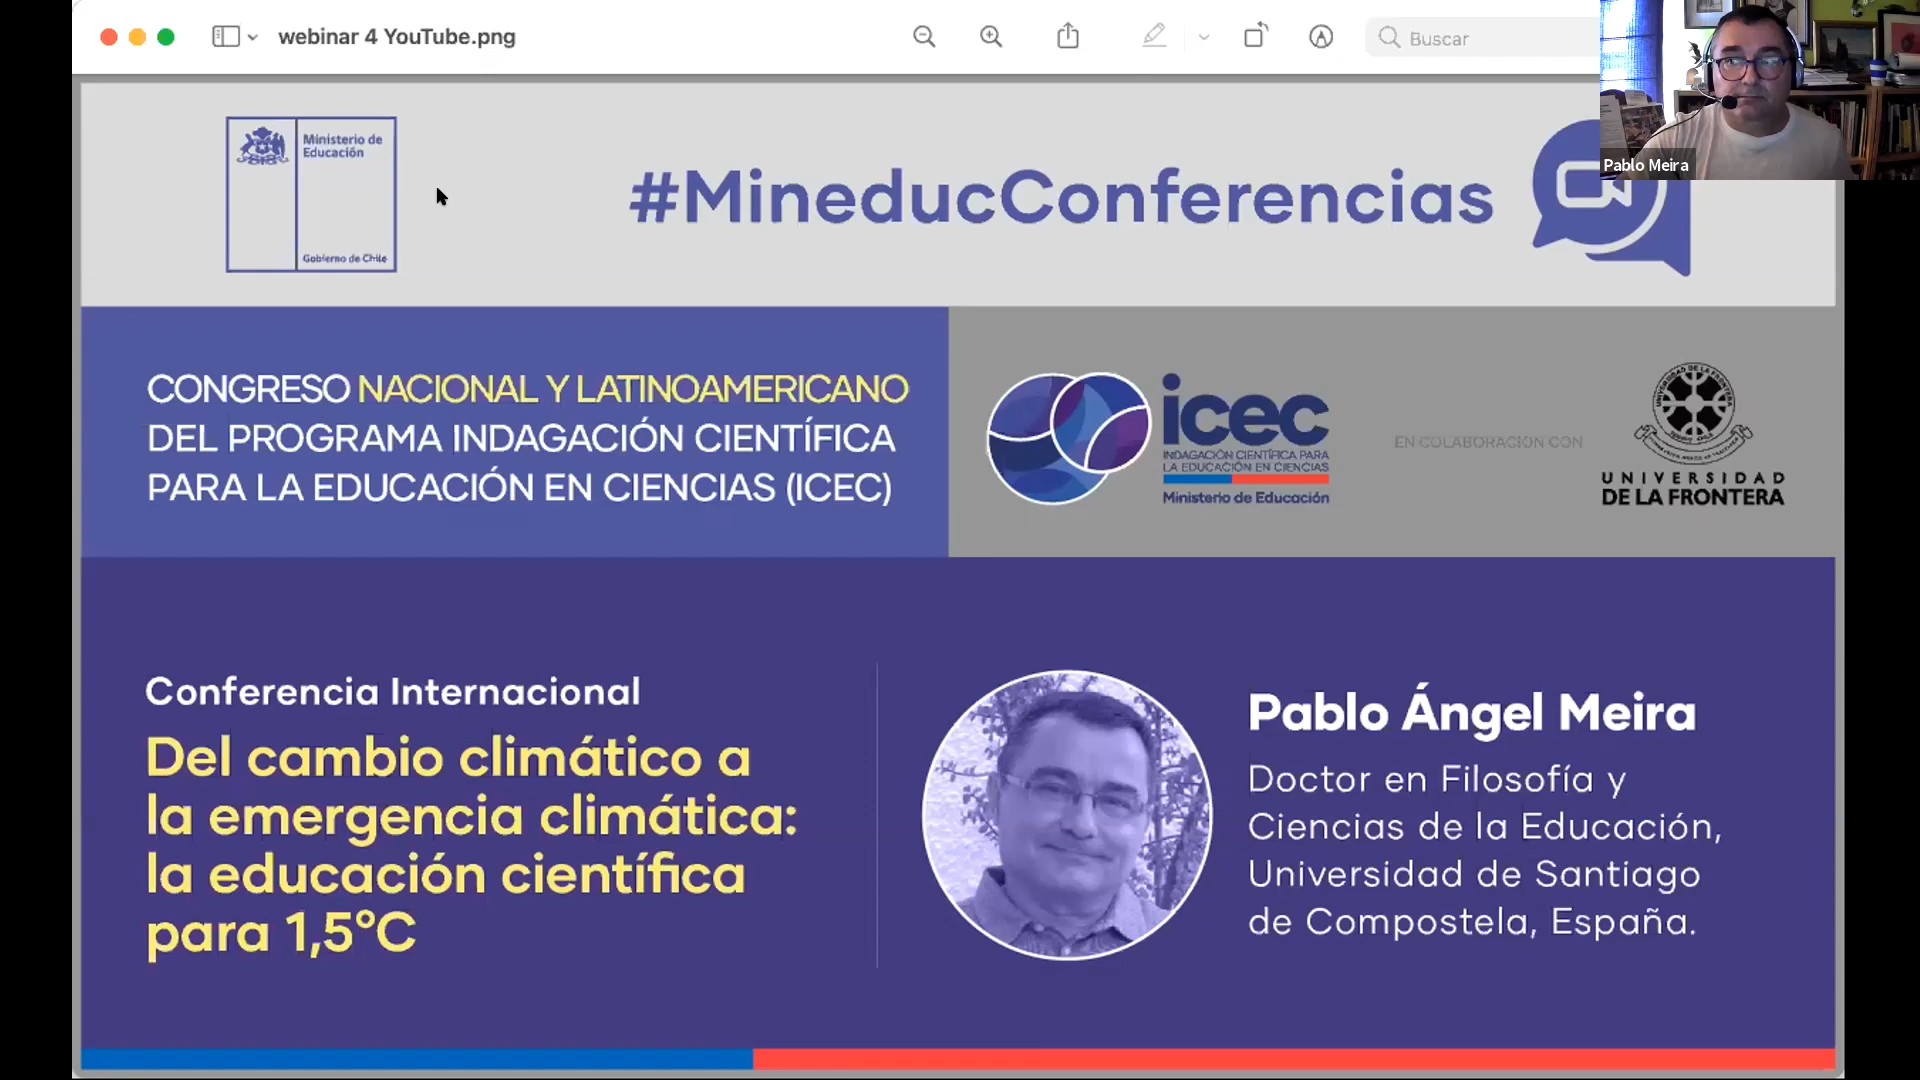 webinar 4 YouTube.png
Buscar
Pablo Meira
Ministerio de
Educación
Gobierno de Chile
#MineducConferencias
CONGRESO NACIONAL Y LATINOAMERICANO
DEL PROGRAMA INDAGACIÓN CIENTÍFICA
PARA LA EDUCACIÓN EN CIENCIAS (ICEC)
icec
INDAGACIÓN CIENTÍFICA PARA
LA EDUCACIÓN EN CIENCIAS
Ministerio de Educación
EN COLABORACION CON
UNIVERSIDAD
DE LA FRONTERA
Conferencia Internacional
Del cambio climático a
la emergencia climática:
la educación científica
para 1,5°C
Pablo Ángel Meira
Doctor en Filosofía y
Ciencias de la Educación,
Universidad de Santiago
de Compostela, España.